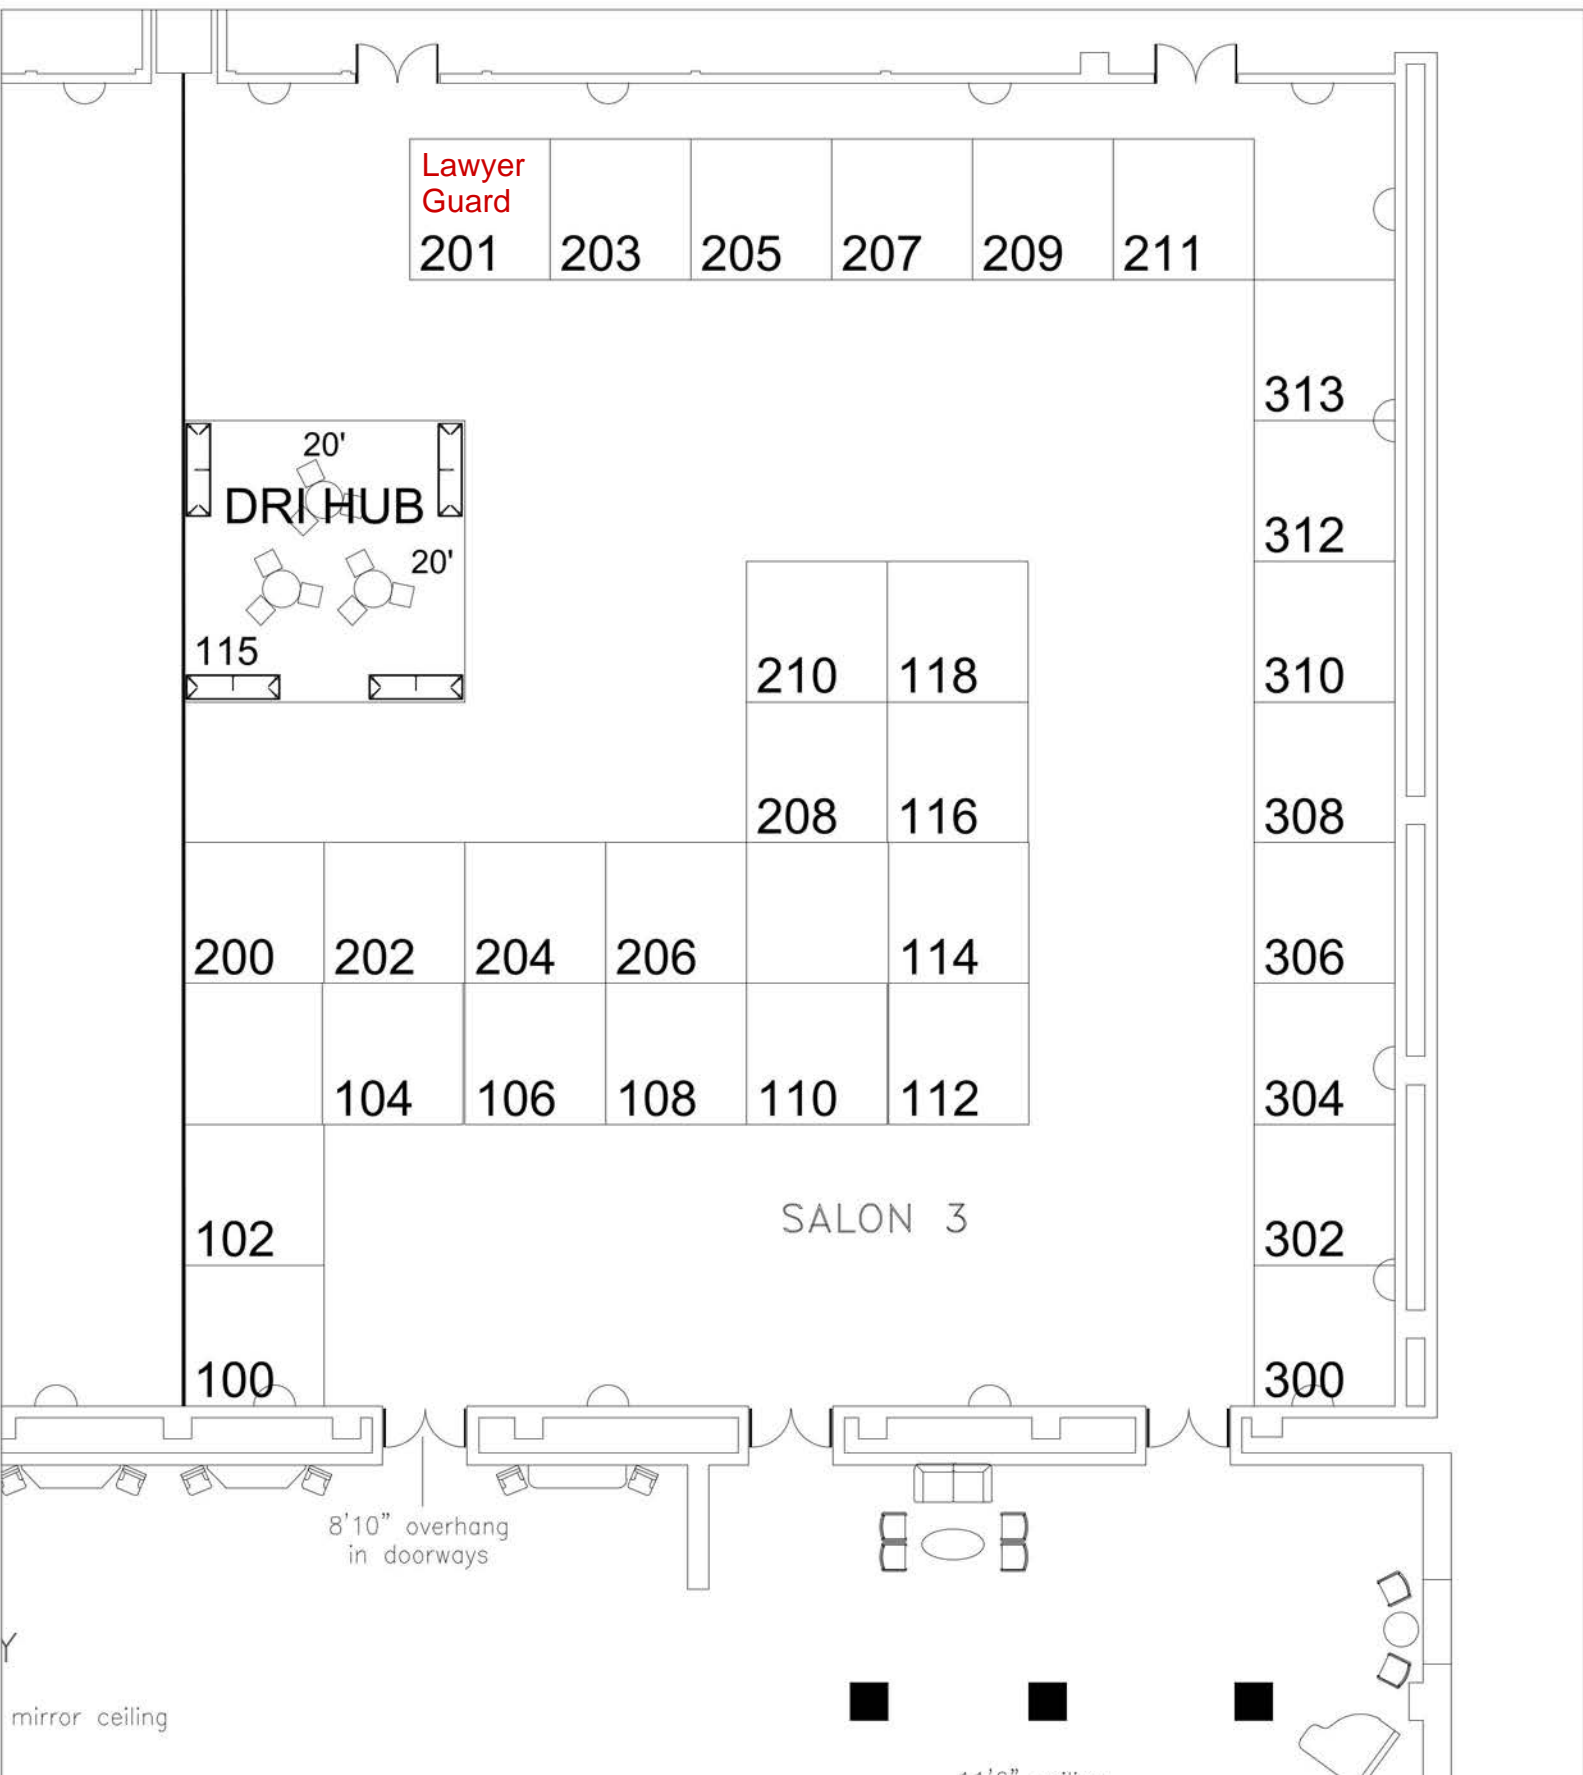 Lawyer
Guard
201 203 205 207 209 211
313
20'
DRI HUB
312
20'
115
210 118 310
208 116 308
200 202 204 206 114 306
104 106 108 110 112 304
SALON 3
102 302
100 300
8'10" overhang
in doorways
Y
mirror ceiling